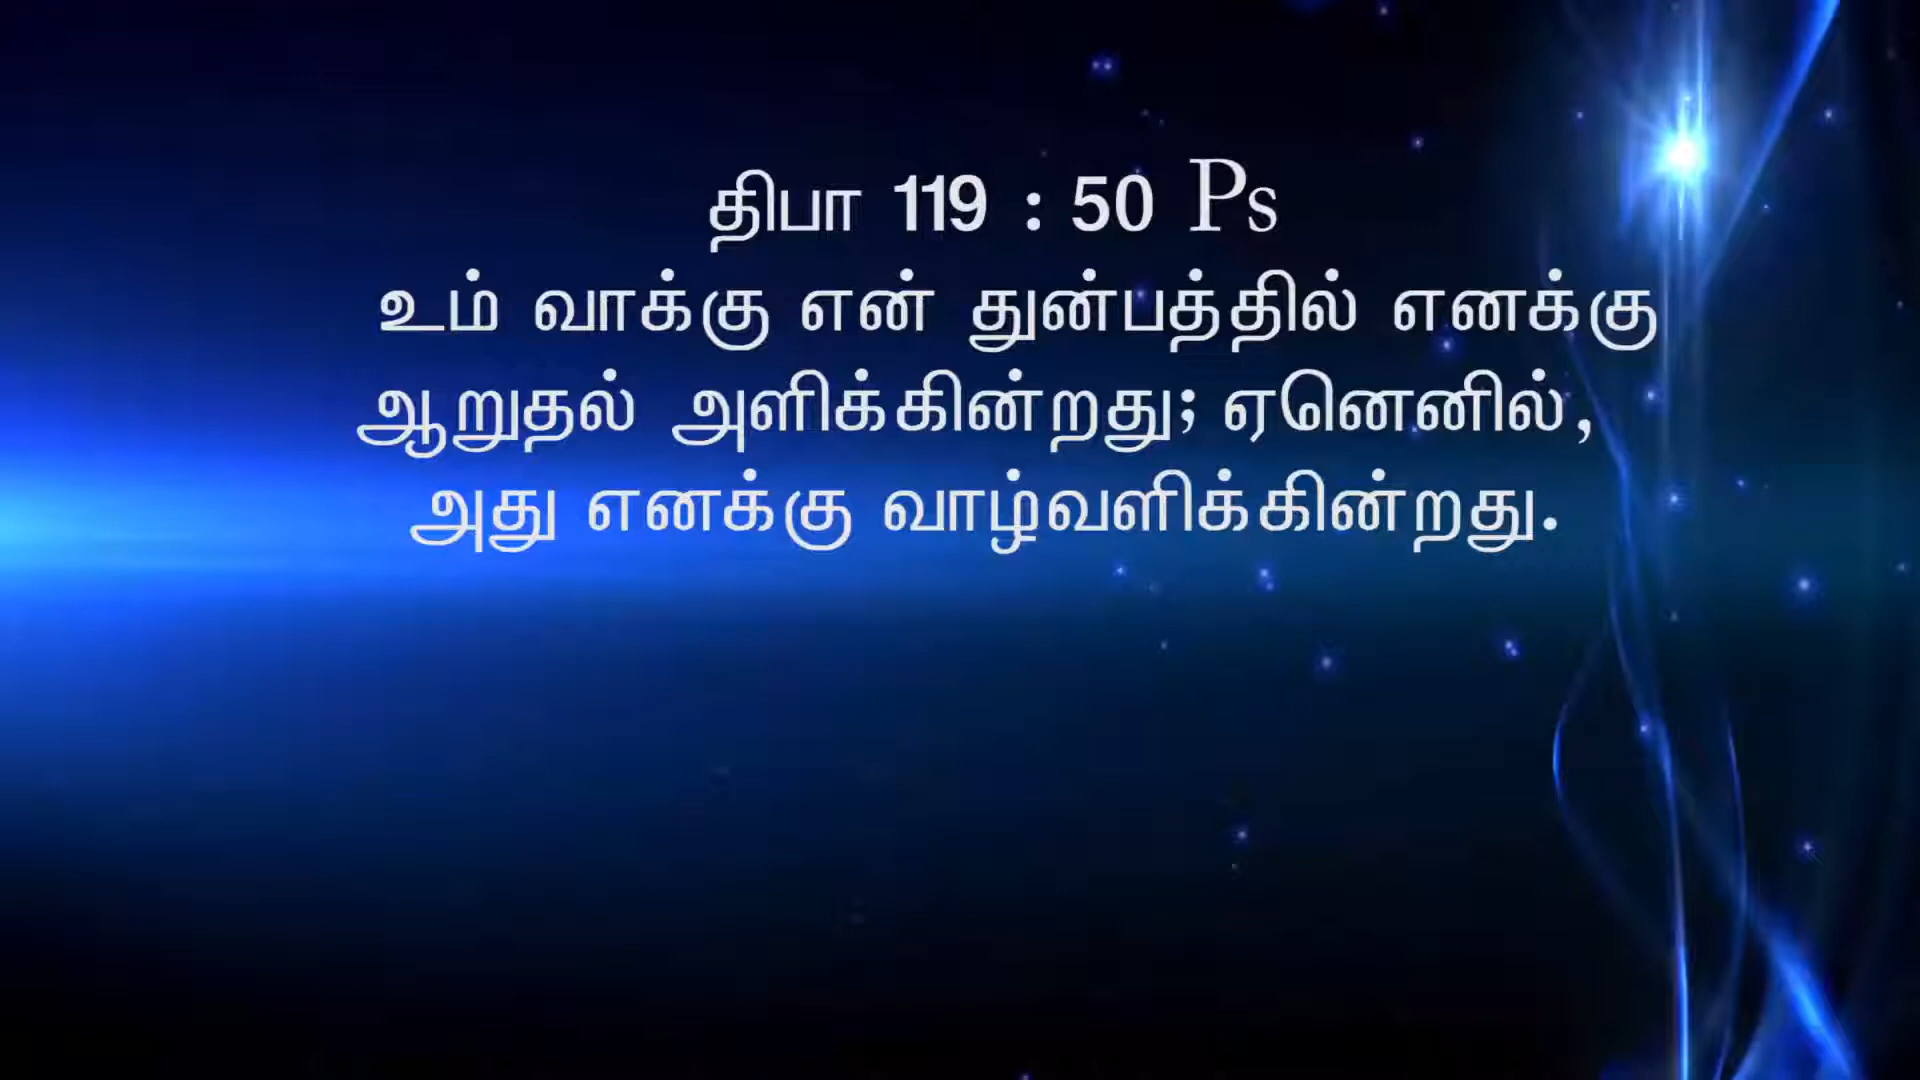 திபா 119 : 50 Ps
உம் வாக்கு என் துன்பத்தில் எனக்கு
ஆறுதல் அளிக்கின்றது; ஏனெனில்,
அது எனக்கு வாழ்வளிக்கின்றது.